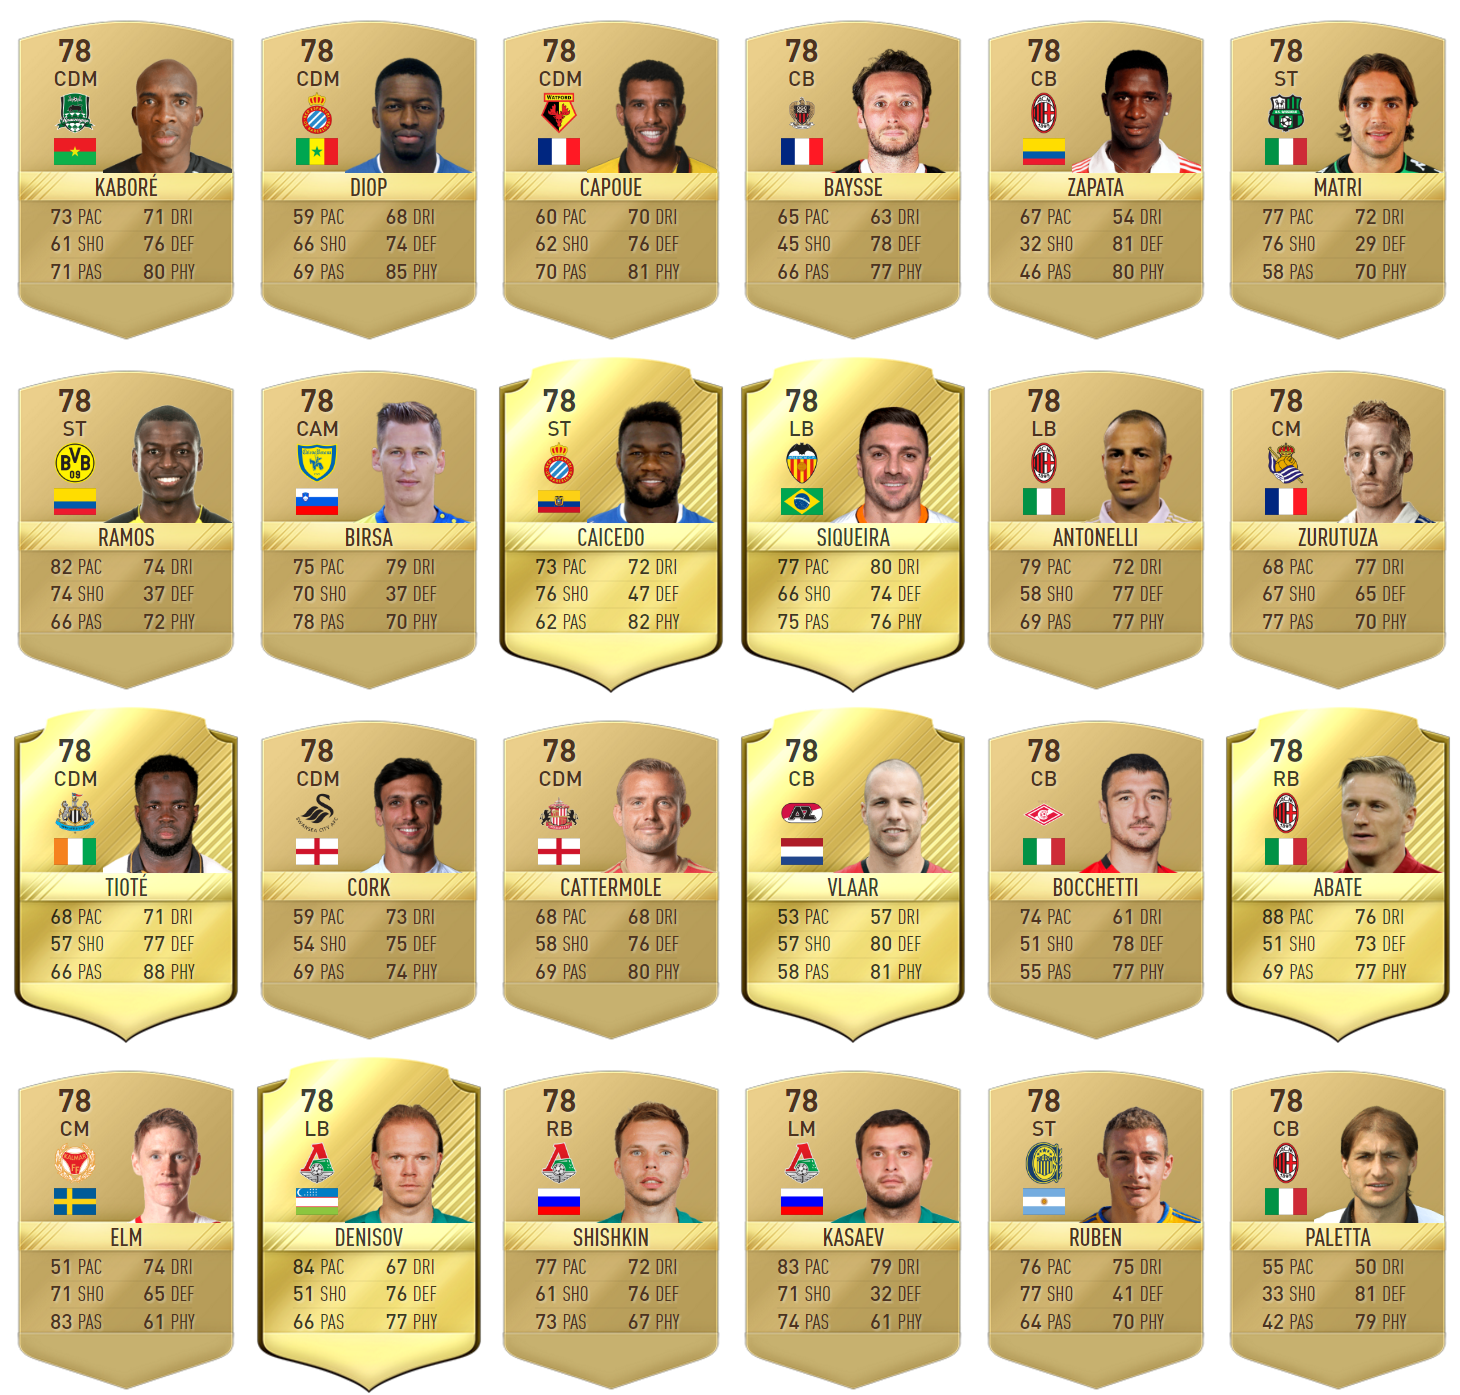 78
CDM
KABORÉ
73 PAC 71 DRI
61 SHO 76 DEF
71 PAS 80 PHY
78
CDM
DIOP
59 PAC 68 DRI
66 SHO 74 DEF
69 PAS 85 PHY
78
CDM
WATFORD
CAPOUE
60 PAC 70 DRI
62 SHO 76 DEF
70 PAS 81 PHY
78
CB
BAYSSE
65 PAC 63 DRI
45 SHO 78 DEF
66 PAS 77 PHY
78
CB
ZAPATA
67 PAC 54 DRI
32 SHO 81 DEF
46 PAS 80 PHY
78
ST
MATRI
77 PAC 72 DRI
76 SHO 29 DEF
58 PAS 70 PHY
78
ST
BVB
09
RAMOS
82 PAC 74 DRI
74 SHO 37 DEF
66 PAS 72 PHY
78
CAM
BIRSA
75 PAC 79 DRI
70 SHO 37 DEF
78 PAS 70 PHY
78
ST
CAICEDO
73 PAC 72 DRI
76 SHO 47 DEF
62 PAS 82 PHY
78
LB
SIQUEIRA
77 PAC 80 DRI
66 SHO 74 DEF
75 PAS 76 PHY
78
LB
ANTONELLI
79 PAC 72 DRI
58 SHO 77 DEF
69 PAS 77 PHY
78
CM
ZURUTUZA
68 PAC 77 DRI
67 SHO 65 DEF
77 PAS 70 PHY
78
CDM
TIOTÉ
68 PAC 71 DRI
57 SHO 77 DEF
66 PAS 88 PHY
78
CDM
SWANSEA CITY AFC
CORK
59 PAC 73 DRI
54 SHO 75 DEF
69 PAS 74 PHY
78
CDM
CATTERMOLE
68 PAC 68 DRI
58 SHO 76 DEF
69 PAS 80 PHY
78
CB
AZ
VLAAR
53 PAC 57 DRI
57 SHO 80 DEF
58 PAS 81 PHY
78
CB
BOCCHETTI
74 PAC 61 DRI
51 SHO 78 DEF
55 PAS 77 PHY
78
RB
ABATE
88 PAC 76 DRI
51 SHO 73 DEF
69 PAS 77 PHY
78
CM
KALMAR
FF
ELM
51 PAC 74 DRI
71 SHO 65 DEF
83 PAS 61 PHY
78
LB
DENISOV
84 PAC 67 DRI
51 SHO 76 DEF
66 PAS 77 PHY
78
RB
SHISHKIN
77 PAC 72 DRI
61 SHO 76 DEF
73 PAS 67 PHY
78
LM
KASAEV
83 PAC 79 DRI
71 SHO 32 DEF
74 PAS 61 PHY
78
ST
RUBEN
76 PAC 75 DRI
77 SHO 41 DEF
64 PAS 70 PHY
78
CB
PALETTA
55 PAC 50 DRI
33 SHO 81 DEF
42 PAS 79 PHY